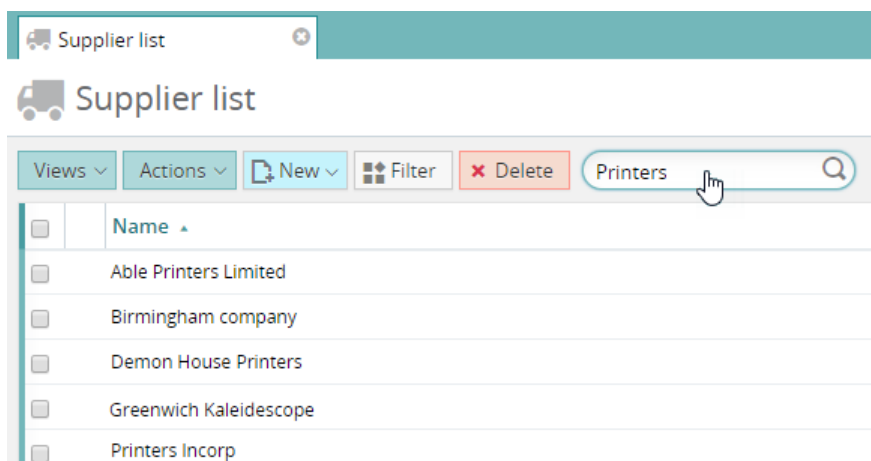 Supplier list
Supplier list
Views Actions New Filter Delete Printers
Name
Able Printers Limited
Birmingham company
Demon House Printers
Greenwich Kaleidescope
Printers Incorp